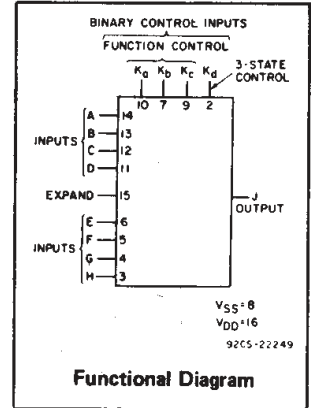 BINARY CONTROL INPUTS
FUNCTION CONTROL
Ka Kb Kc Kd
3-STATE
CONTROL
10 7 9 2
A 14
B 13
INPUTS
C 12
D 11
EXPAND 15
J
OUTPUT
E 6
F 5
INPUTS
G 4
H 3
VSS=8
VDD=16
92CS-22249
Functional Diagram